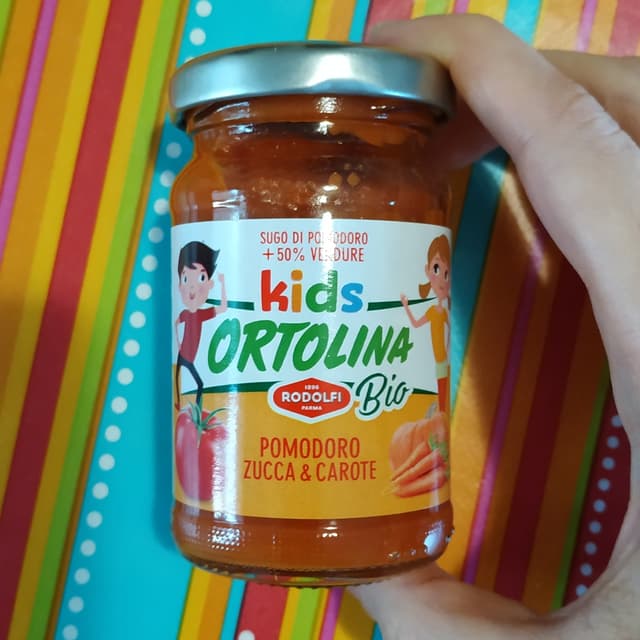 SUGO DI POMODORO
+50% VERDURE
kids
ORTOLINA
1896
RODOLFI
PARMA
Bio
POMODORO
ZUCCA & CAROTE